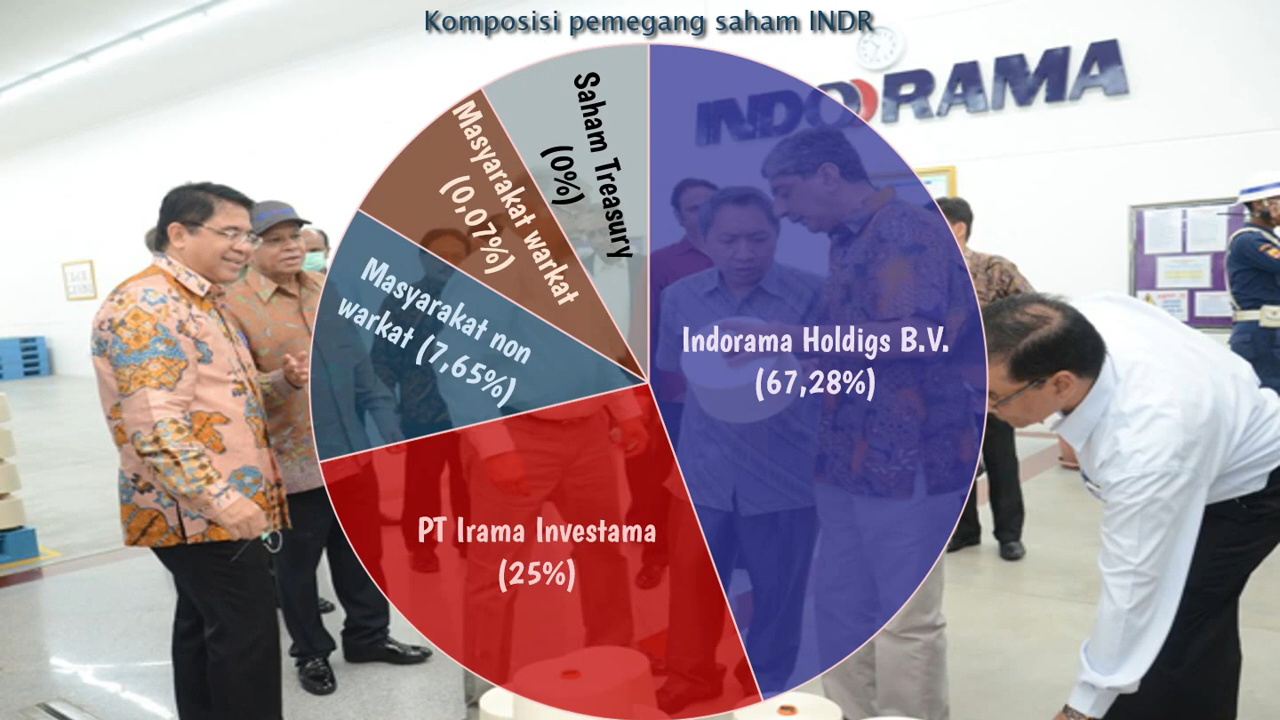 Komposisi pemegang saham INDR
INDORAMA
Saham Treasury
(0%)
Masyarakat warkat
(0,07%)
Masyarakat non
warkat (7,65%)
Indorama Holdigs B.V.
(67,28%)
PT Irama Investama
(25%)